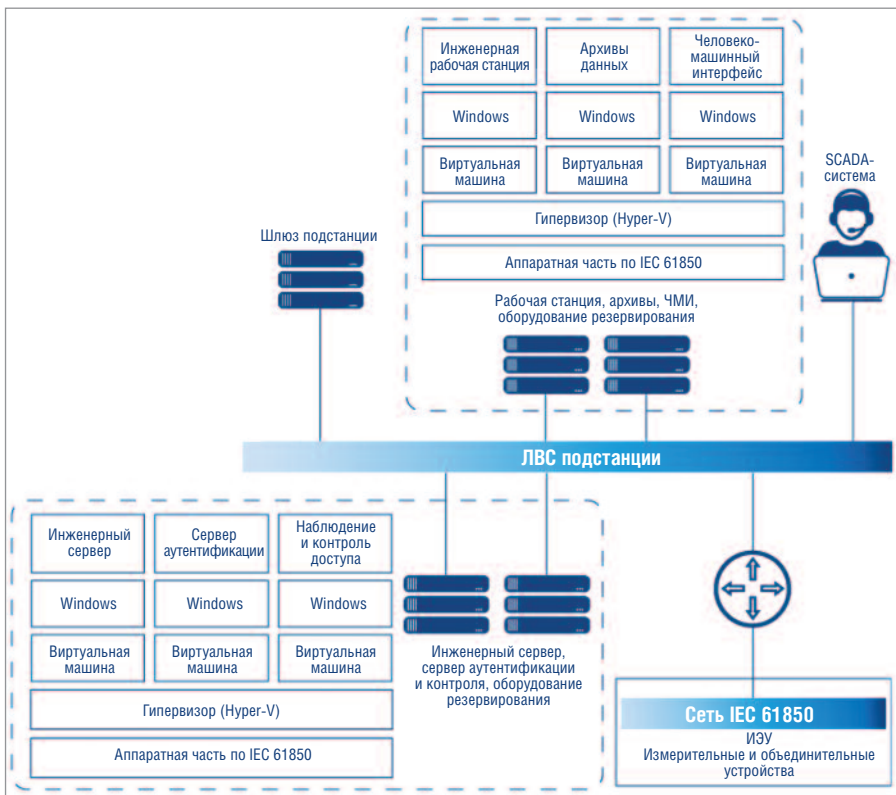 Инженерная
рабочая станция
Архивы
данных
Человеко-
машинный
интерфейс
Windows
Windows
Windows
Виртуальная
машина
Виртуальная
машина
Виртуальная
машина
SCADA-
система
Гипервизор (Hyper-V)
Шлюз подстанции
Аппаратная часть по IEC 61850
Рабочая станция, архивы, ЧМИ,
оборудование резервирования
ЛВС подстанции
Инженерный
сервер
Сервер
аутентификации
Наблюдение
и контроль
доступа
Windows
Windows
Windows
Виртуальная
машина
Виртуальная
машина
Виртуальная
машина
Инженерный сервер,
сервер аутентификации
и контроля, оборудование
резервирования
Гипервизор (Hyper-V)
Аппаратная часть по IEC 61850
Сеть IEC 61850
ИЭУ
Измерительные и объединительные
устройства